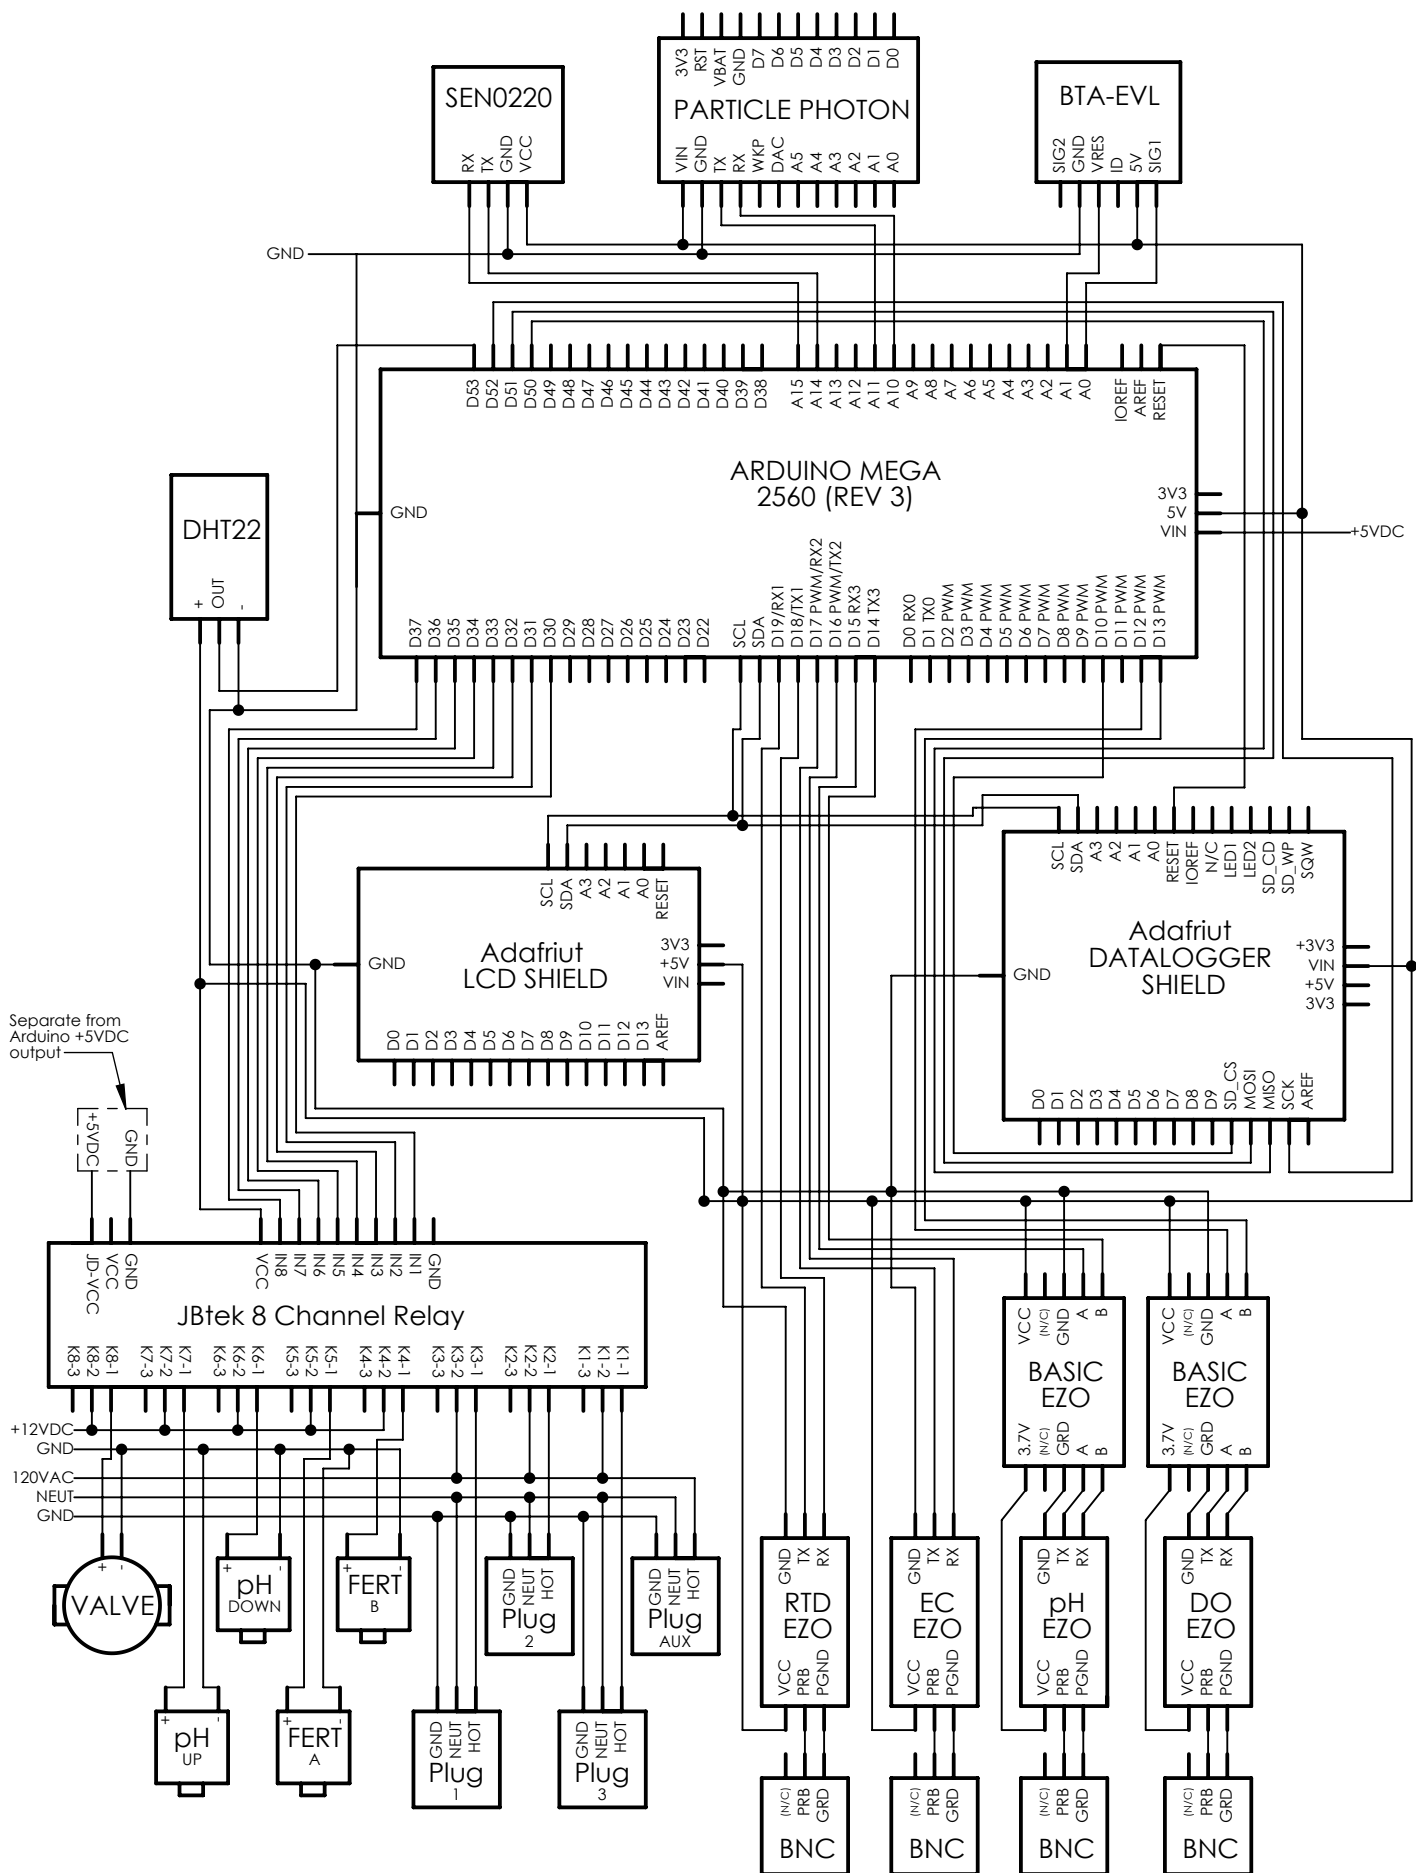 3V3
RST
VBAT
GND
D7
D6
D5
D4
D3
D2
D1
D0
PARTICLE PHOTON
VIN
GND
TX
RX
WKP
DAC
A5
A4
A3
A2
A1
A0
SEN0220
RX
TX
GND
VCC
BTA-EVL
SIG2
GND
VRES
ID
5V
SIG1
GND
D53
D52
D51
D50
D49
D48
D47
D46
D45
D44
D43
D42
D41
D40
D39
D38
A15
A14
A13
A12
A11
A10
A9
A8
A7
A6
A5
A4
A3
A2
A1
A0
IOREF
AREF
RESET
ARDUINO MEGA
2560 (REV 3)
GND
3V3
5V
VIN
+5VDC
D37
D36
D35
D34
D33
D32
D31
D30
D29
D28
D27
D26
D25
D24
D23
D22
SCL
SDA
D19/RX1
D18/TX1
D17 PWM/RX2
D16 PWM/TX2
D15 RX3
D14 TX3
D0 RX0
D1 TX0
D2 PWM
D3 PWM
D4 PWM
D5 PWM
D6 PWM
D7 PWM
D8 PWM
D9 PWM
D10 PWM
D11 PWM
D12 PWM
D13 PWM
DHT22
+
OUT
-
SCL
SDA
A3
A2
A1
A0
RESET
Adafriut
LCD SHIELD
GND
3V3
+5V
VIN
D0
D1
D2
D3
D4
D5
D6
D7
D8
D9
D10
D11
D12
D13
AREF
SCL
SDA
A3
A2
A1
A0
RESET
IOREF
N/C
LED1
LED2
SD_CD
SD_WP
SQW
Adafriut
DATALOGGER
SHIELD
GND
+3V3
VIN
+5V
3V3
D0
D1
D2
D3
D4
D5
D6
D7
D8
D9
SD_CS
MOSI
MISO
SCK
AREF
Separate from
Arduino +5VDC
output
+5VDC
GND
JD-VCC
VCC
GND
VCC
IN8
IN7
IN6
IN5
IN4
IN3
IN2
IN1
GND
JBtek 8 Channel Relay
K8-3
K8-2
K8-1
K7-3
K7-2
K7-1
K6-3
K6-2
K6-1
K5-3
K5-2
K5-1
K4-3
K4-2
K4-1
K3-3
K3-2
K3-1
K2-3
K2-2
K2-1
K1-3
K1-2
K1-1
+12VDC
GND
120VAC
NEUT
GND
+
-
VALVE
+
-
pH
DOWN
+
-
FERT
B
GND
NEUT
HOT
Plug
2
GND
NEUT
HOT
Plug
AUX
+
-
pH
UP
+
-
FERT
A
GND
NEUT
HOT
Plug
1
GND
NEUT
HOT
Plug
3
VCC
(N/C)
GND
A
B
BASIC
EZO
3.7V
(N/C)
GRD
A
B
VCC
(N/C)
GND
A
B
BASIC
EZO
3.7V
(N/C)
GRD
A
B
GND
TX
RX
RTD
EZO
VCC
PRB
PGND
GND
TX
RX
EC
EZO
VCC
PRB
PGND
GND
TX
RX
pH
EZO
VCC
PRB
PGND
GND
TX
RX
DO
EZO
VCC
PRB
PGND
(N/C)
PRB
GRD
BNC
(N/C)
PRB
GRD
BNC
(N/C)
PRB
GRD
BNC
(N/C)
PRB
GRD
BNC